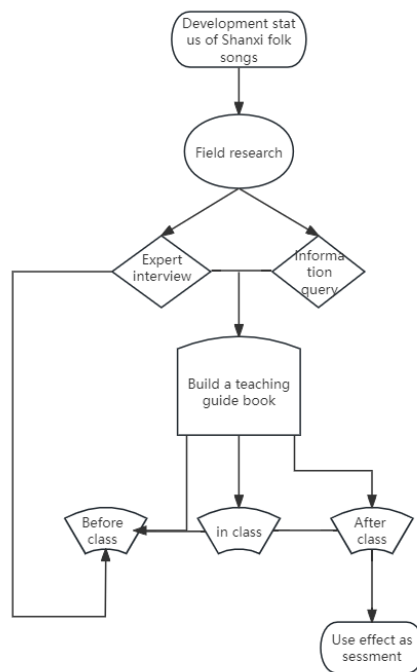 Development stat
us of Shanxi folk
songs
Field research
Expert
interview
Informa
tion
query
Build a teaching
guide book
Before
class
in class
After
class
Use effect as
sessment